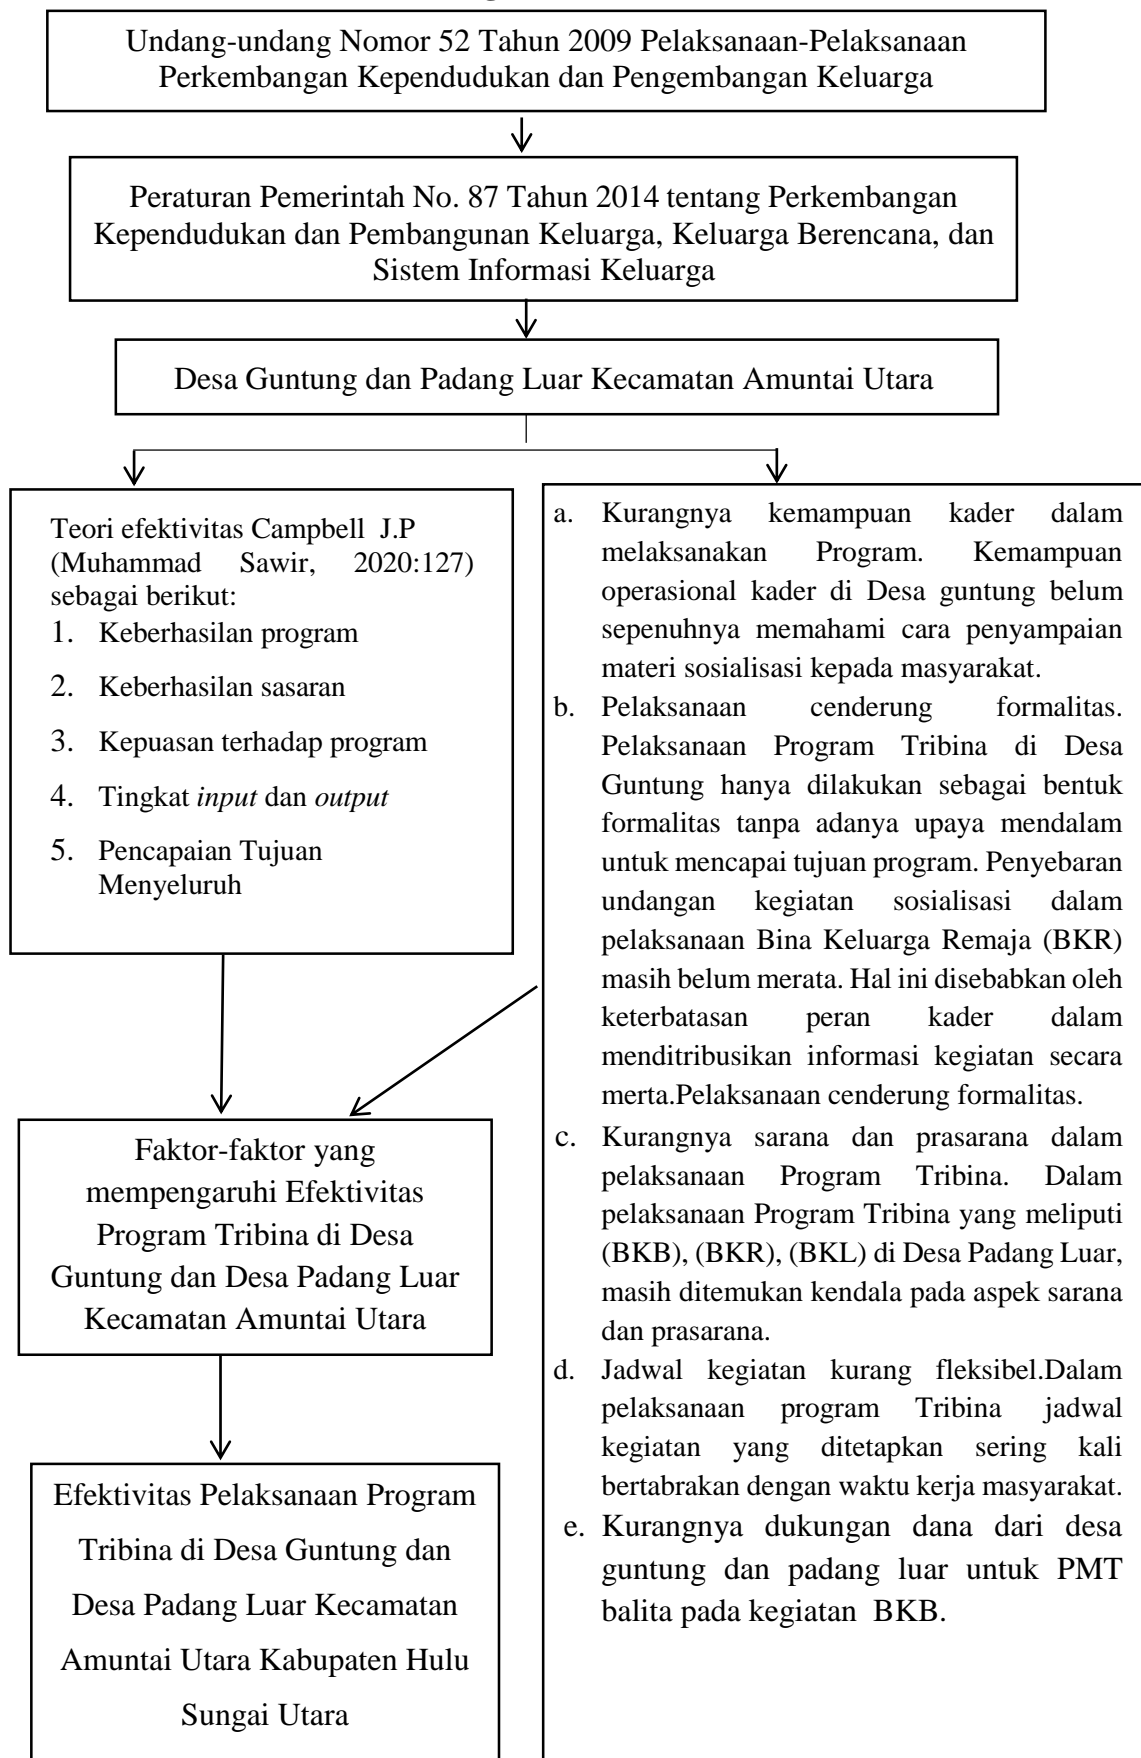 Undang-undang Nomor 52 Tahun 2009 Pelaksanaan-Pelaksanaan
Perkembangan Kependudukan dan Pengembangan Keluarga
Peraturan Pemerintah No. 87 Tahun 2014 tentang Perkembangan
Kependudukan dan Pembangunan Keluarga, Keluarga Berencana, dan
Sistem Informasi Keluarga
Desa Guntung dan Padang Luar Kecamatan Amuntai Utara
Teori efektivitas Campbell J.P
(Muhammad Sawir, 2020:127)
sebagai berikut:
1. Keberhasilan program
2. Keberhasilan sasaran
3. Kepuasan terhadap program
4. Tingkat input dan output
5. Pencapaian Tujuan
Menyeluruh
a. Kurangnya kemampuan kader dalam
melaksanakan Program. Kemampuan
operasional kader di Desa guntung belum
sepenuhnya memahami cara penyampaian
materi sosialisasi kepada masyarakat.
b. Pelaksanaan cenderung formalitas.
Pelaksanaan Program Tribina di Desa
Guntung hanya dilakukan sebagai bentuk
formalitas tanpa adanya upaya mendalam
untuk mencapai tujuan program. Penyebaran
undangan kegiatan sosialisasi dalam
pelaksanaan Bina Keluarga Remaja (BKR)
masih belum merata. Hal ini disebabkan oleh
keterbatasan peran kader dalam
menditribusikan informasi kegiatan secara
merta.Pelaksanaan cenderung formalitas.
c. Kurangnya sarana dan prasarana dalam
pelaksanaan Program Tribina. Dalam
pelaksanaan Program Tribina yang meliputi
(BKB), (BKR), (BKL) di Desa Padang Luar,
masih ditemukan kendala pada aspek sarana
dan prasarana.
d. Jadwal kegiatan kurang fleksibel.Dalam
pelaksanaan program Tribina jadwal
kegiatan yang ditetapkan sering kali
bertabrakan dengan waktu kerja masyarakat.
e. Kurangnya dukungan dana dari desa
guntung dan padang luar untuk PMT
balita pada kegiatan BKB.
Faktor-faktor yang
mempengaruhi Efektivitas
Program Tribina di Desa
Guntung dan Desa Padang Luar
Kecamatan Amuntai Utara
Efektivitas Pelaksanaan Program
Tribina di Desa Guntung dan
Desa Padang Luar Kecamatan
Amuntai Utara Kabupaten Hulu
Sungai Utara